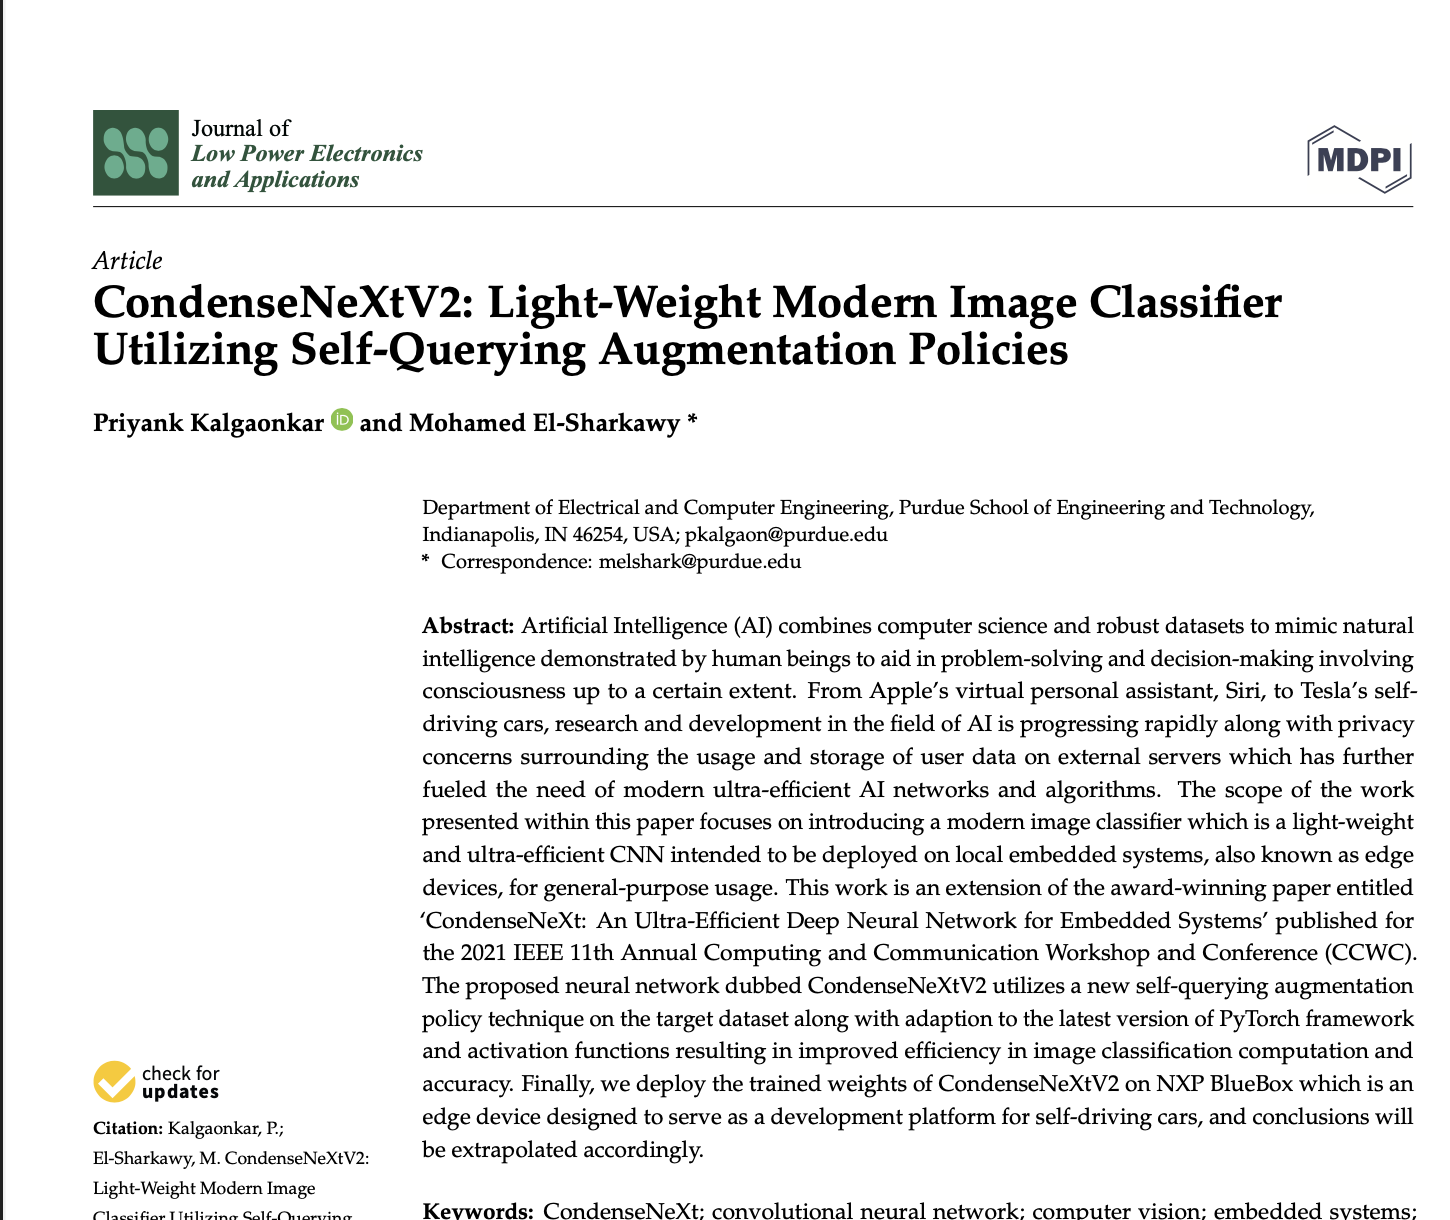 Journal of
Low Power Electronics
and Applications
MDPI
Article
CondenseNeXtV2: Light-Weight Modern Image Classifier
Utilizing Self-Querying Augmentation Policies
Priyank Kalgaonkar iD and Mohamed El-Sharkawy *
Department of Electrical and Computer Engineering, Purdue School of Engineering and Technology,
Indianapolis, IN 46254, USA; pkalgaon@purdue.edu
* Correspondence: melshark@purdue.edu
Abstract: Artificial Intelligence (AI) combines computer science and robust datasets to mimic natural
intelligence demonstrated by human beings to aid in problem-solving and decision-making involving
consciousness up to a certain extent. From Apple’s virtual personal assistant, Siri, to Tesla’s self-
driving cars, research and development in the field of AI is progressing rapidly along with privacy
concerns surrounding the usage and storage of user data on external servers which has further
fueled the need of modern ultra-efficient AI networks and algorithms. The scope of the work
presented within this paper focuses on introducing a modern image classifier which is a light-weight
and ultra-efficient CNN intended to be deployed on local embedded systems, also known as edge
devices, for general-purpose usage. This work is an extension of the award-winning paper entitled
‘CondenseNeXt: An Ultra-Efficient Deep Neural Network for Embedded Systems’ published for
the 2021 IEEE 11th Annual Computing and Communication Workshop and Conference (CCWC).
The proposed neural network dubbed CondenseNeXtV2 utilizes a new self-querying augmentation
policy technique on the target dataset along with adaption to the latest version of PyTorch framework
and activation functions resulting in improved efficiency in image classification computation and
accuracy. Finally, we deploy the trained weights of CondenseNeXtV2 on NXP BlueBox which is an
edge device designed to serve as a development platform for self-driving cars, and conclusions will
be extrapolated accordingly.
check for
updates
Citation: Kalgaonkar, P.;
El-Sharkawy, M. CondenseNeXtV2:
Light-Weight Modern Image
Classifier Utilizing Self-Querying
Keywords: CondenseNeXt; convolutional neural network; computer vision; embedded systems;